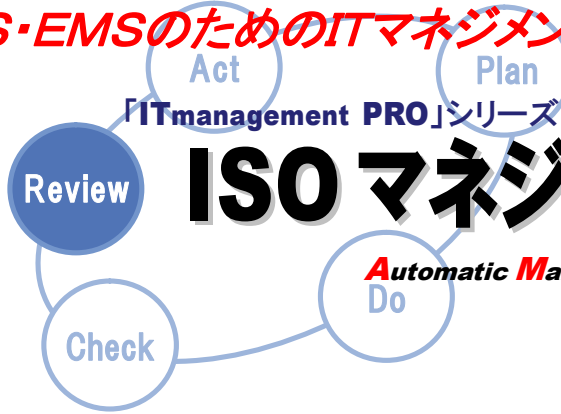 S・EMSのためのITマネジメン
Act
Plan
「ITmanagement PRO」シリーズ
Review
ISO マネジ
Automatic Ma
Do
Check